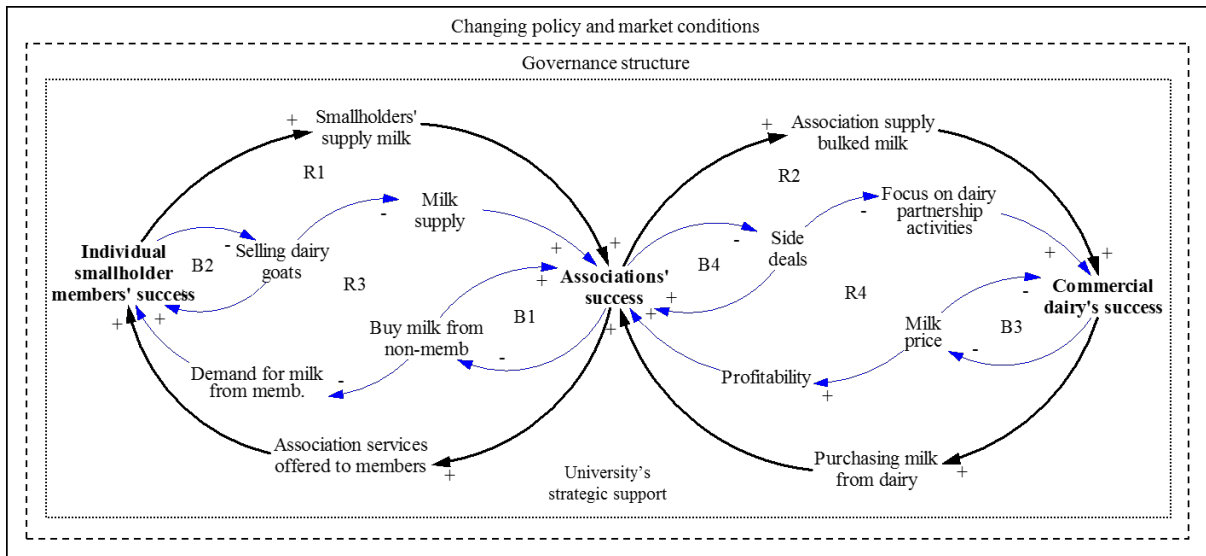 Changing policy and market conditions
Governance structure
+
Smallholders'
supply milk
R1
-
Milk
supply
Individual
smallholder
members' success
-
B2
Selling dairy
goats
R3
+
+
+
Buy milk from
non-memb
-
B1
-
Demand for milk
from memb.
Association services
offered to members
+
+
+
+
Associations'
success
+
+
+
+
Association supply
bulked milk
R2
-
B4
Side
deals
-
Focus on dairy
partnership
activities
R4
+
+
-
Commercial
dairy's success
Milk
price
B3
-
Profitability
+
Purchasing milk
from dairy
+
University's
strategic support